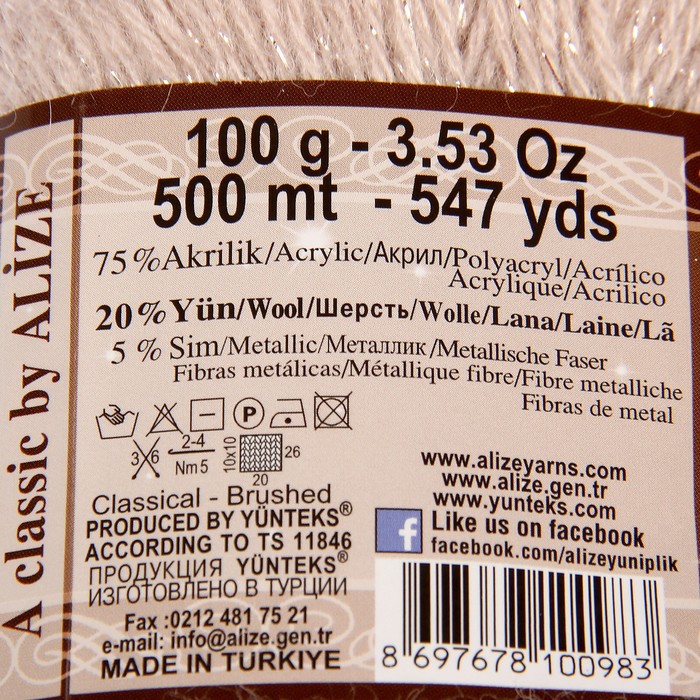 A classic by ALİZE
100 g - 3.53 Oz
500 mt - 547 yds
75 % Akrilik/Acrylic/Акрил/Polyacryl/Acrílico
Acrylique/Acrilico
20 % Yün/Wool/Шерсть/Wolle/Lana/Laine/Lã
5 % Sim/Metallic/Металлик/Metallische Faser
Fibras metálicas/Métallique fibre/Fibre metalliche
Fibras de metal
P
3 6
2-4
Nm 5
10x10
26
20
Classical - Brushed
PRODUCED BY YÜNTEKS®
ACCORDING TO TS 11846
ПРОДУКЦИЯ YÜNTEKS®
ИЗГОТОВЛЕНО В ТУРЦИИ
Fax :0212 481 75 21
e-mail: info@alize.gen.tr
MADE IN TURKIYE
www.alizeyarns.com
www.alize.gen.tr
www.yunteks.com
f Like us on facebook
facebook.com/alizeyuniplik
8 697678 100983